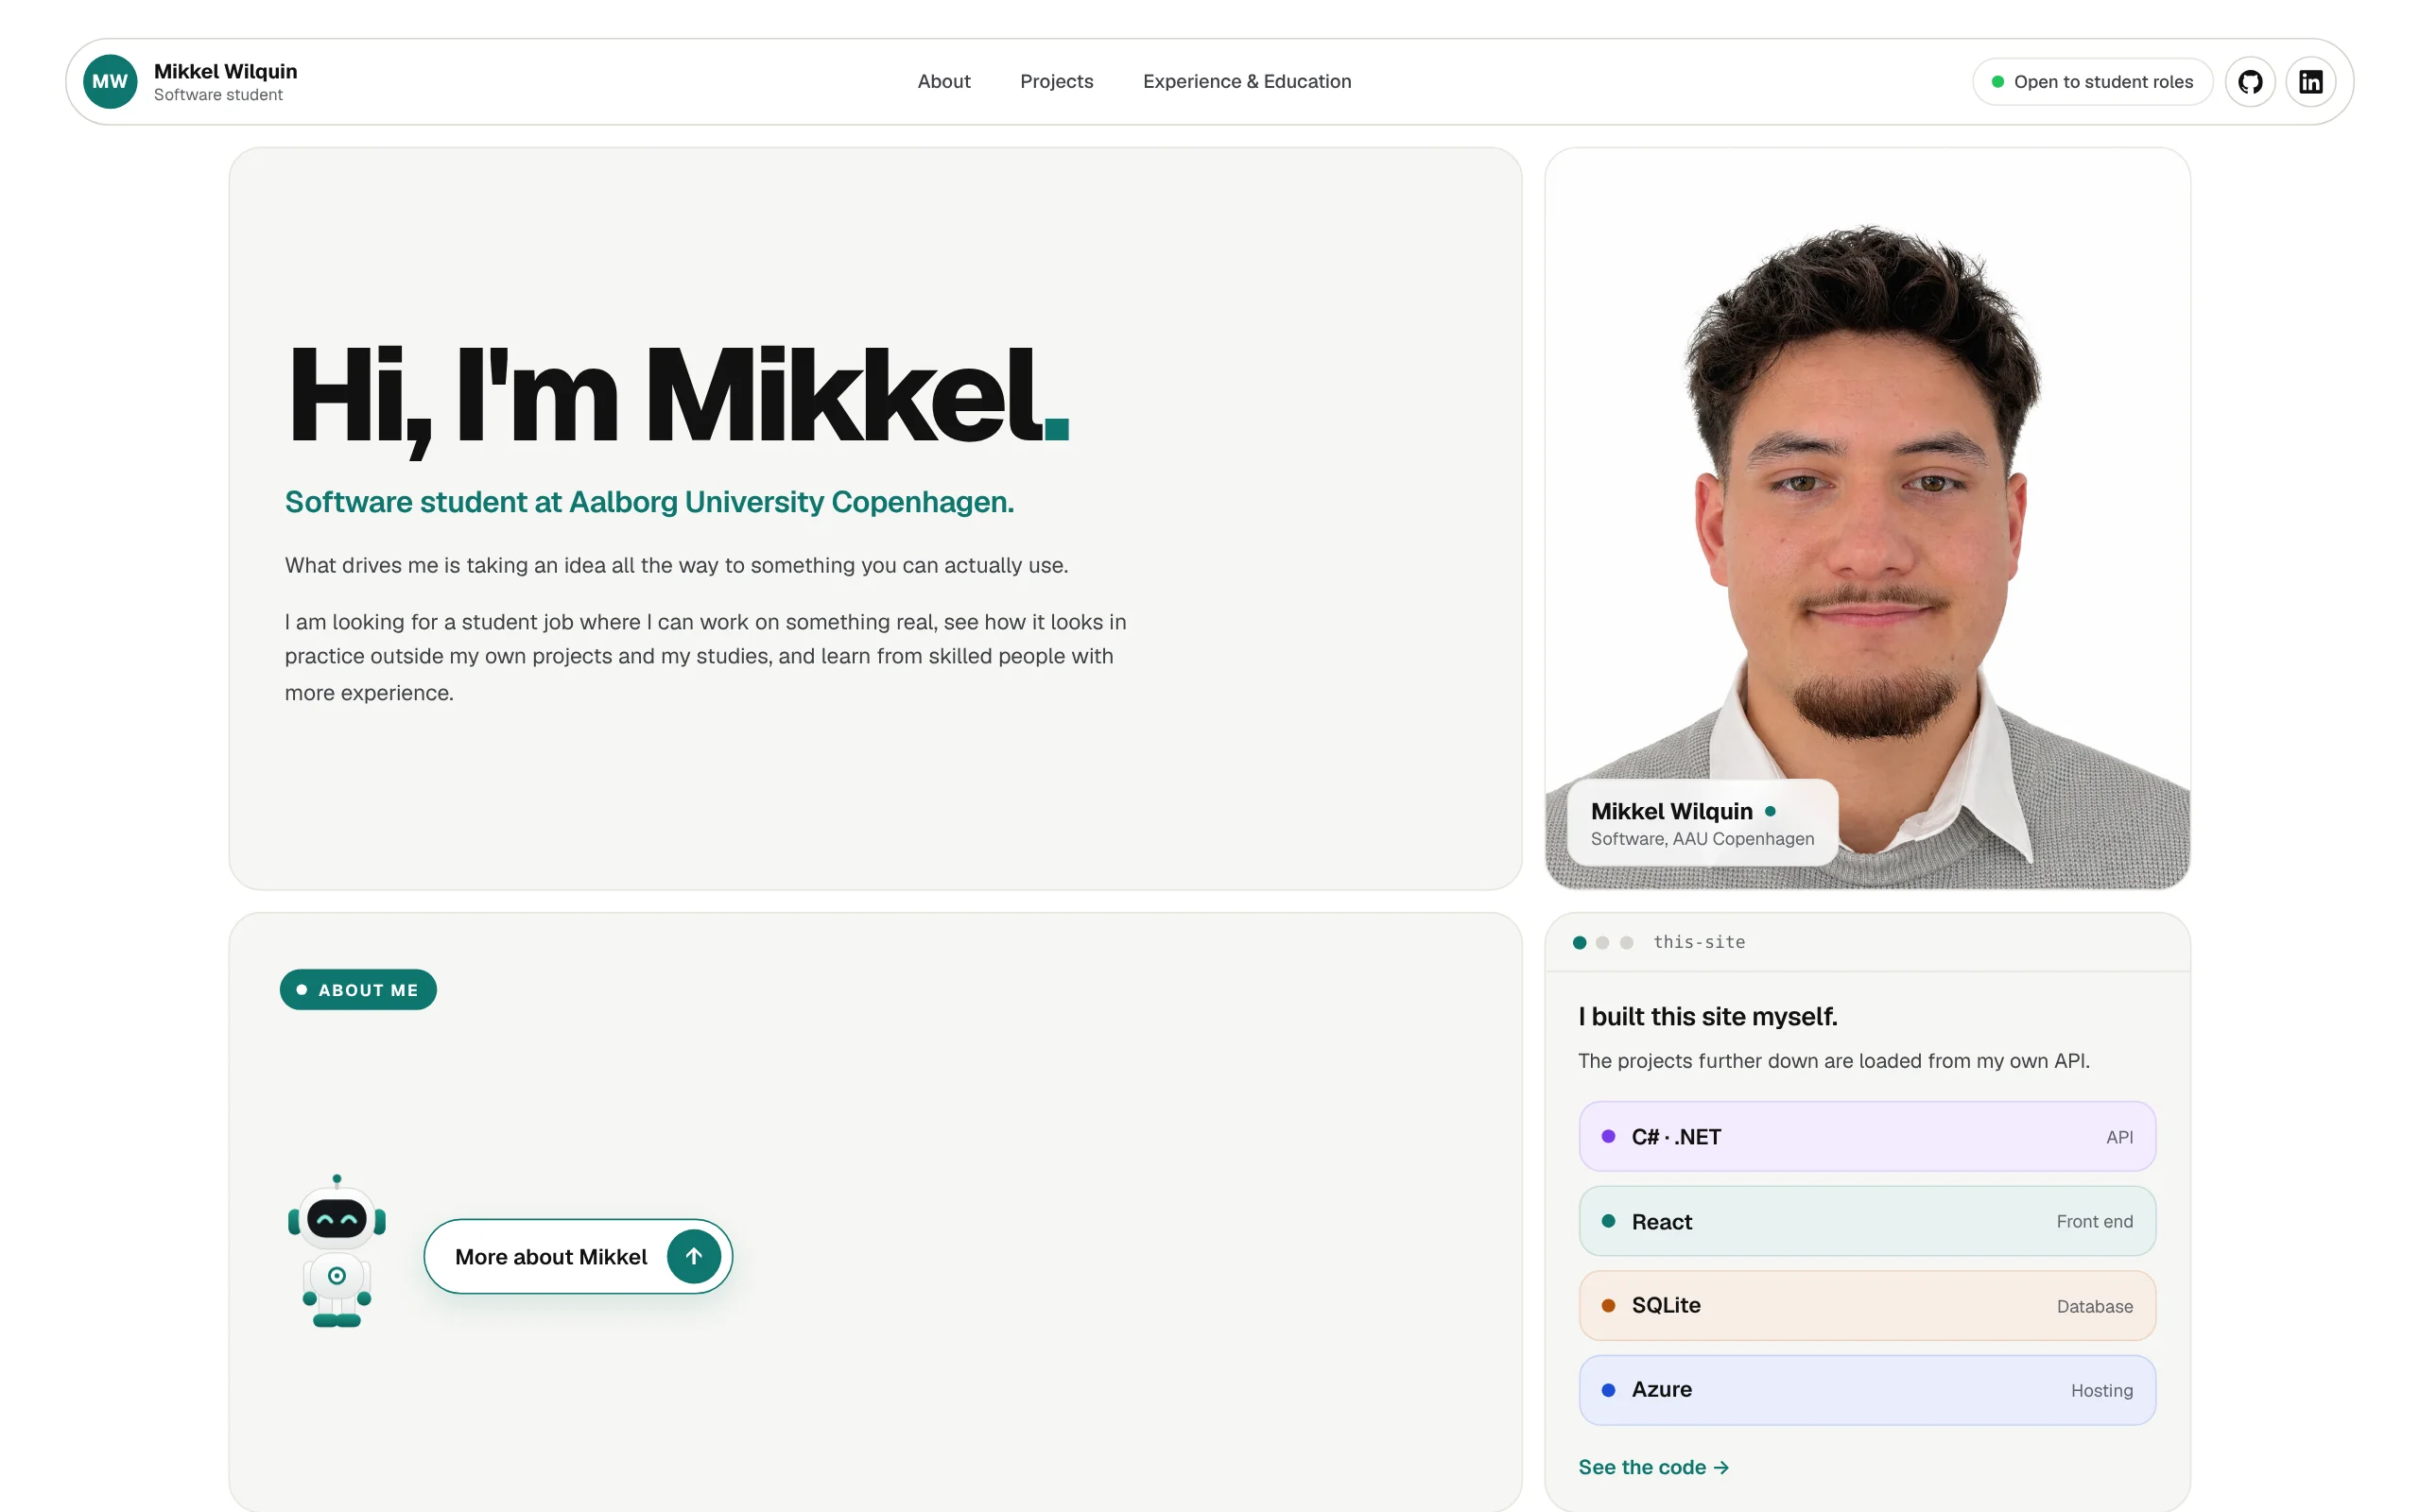 MW
Mikkel Wilquin
Software student
About
Projects
Experience & Education
Open to student roles
in
Hi, I'm Mikkel.
Software student at Aalborg University Copenhagen.
What drives me is taking an idea all the way to something you can actually use.
I am looking for a student job where I can work on something real, see how it looks in
practice outside my own projects and my studies, and learn from skilled people with
more experience.
Mikkel Wilquin
Software, AAU Copenhagen
ABOUT ME
More about Mikkel
this-site
I built this site myself.
The projects further down are loaded from my own API.
C# · .NET
API
React
Front end
SQLite
Database
Azure
Hosting
See the code →